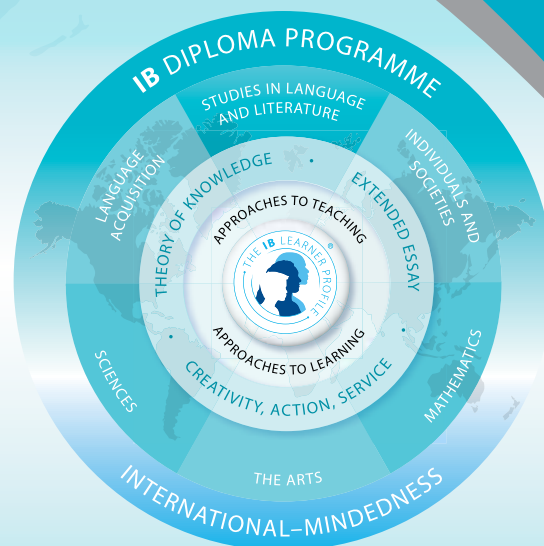 IB DIPLOMA PROGRAMME
STUDIES IN LANGUAGE
AND LITERATURE
LANGUAGE
ACQUISITION
INDIVIDUALS AND
SOCIETIES
THEORY OF KNOWLEDGE
EXTENDED ESSAY
APPROACHES TO TEACHING
• THE IB LEARNER PROFILE •
®
APPROACHES TO LEARNING
CREATIVITY, ACTION, SERVICE
SCIENCES
MATHEMATICS
THE ARTS
INTERNATIONAL–MINDEDNESS